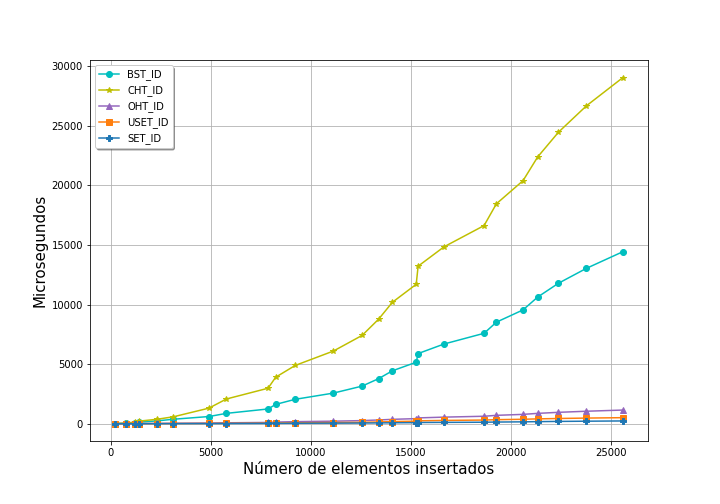 30000
25000
20000
15000
10000
5000
0
Microsegundos
BST_ID
CHT_ID
OHT_ID
USET_ID
SET_ID
0 5000 10000 15000 20000 25000
Número de elementos insertados